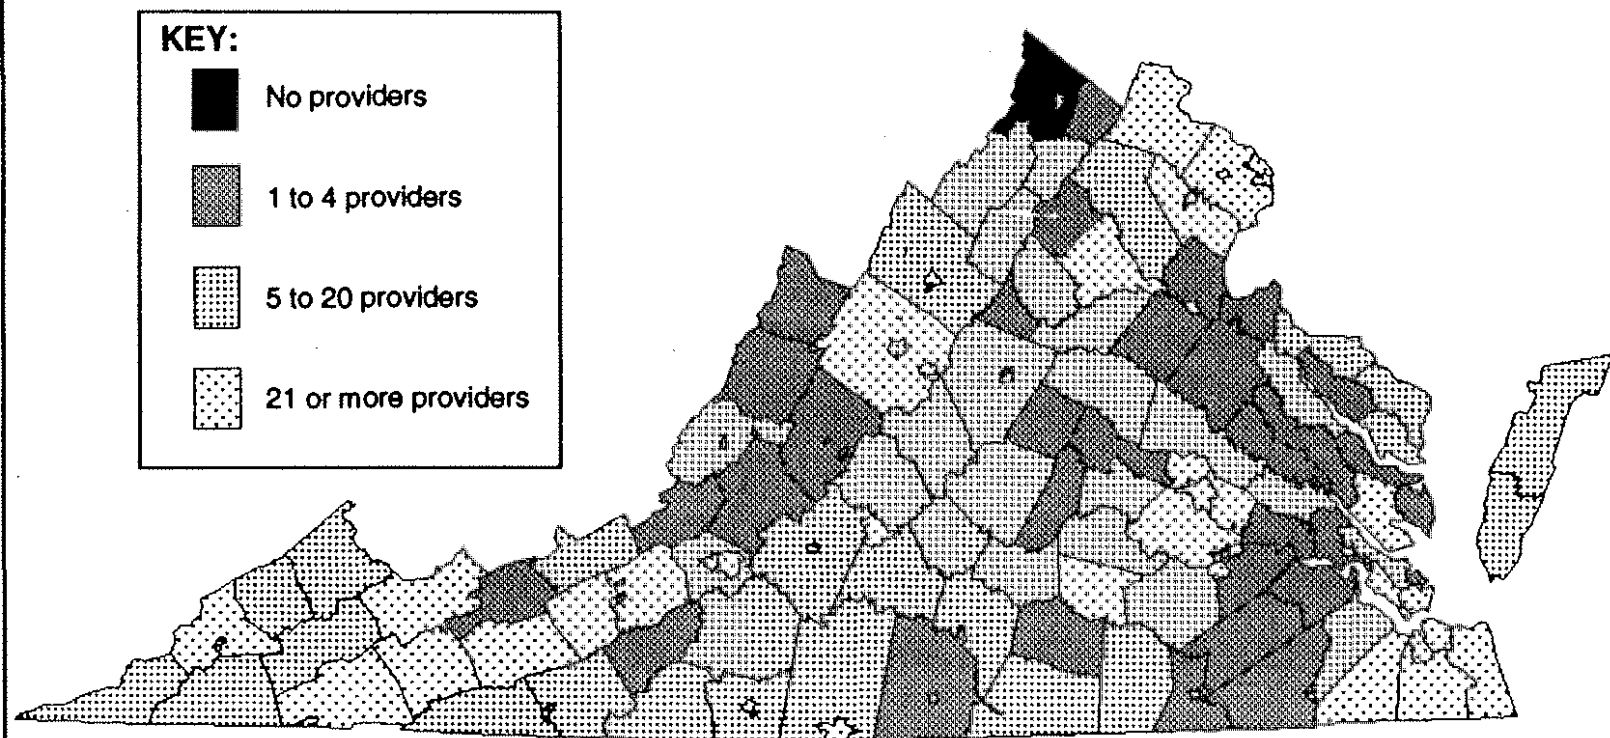 KEY:
No providers
1 to 4 providers
5 to 20 providers
21 or more providers